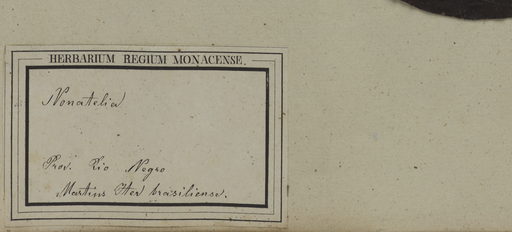 HERBARIUM REGIUM MONACENSE.
Nonatelia
Prov. Rio Negro
Martius Iter brasiliense.